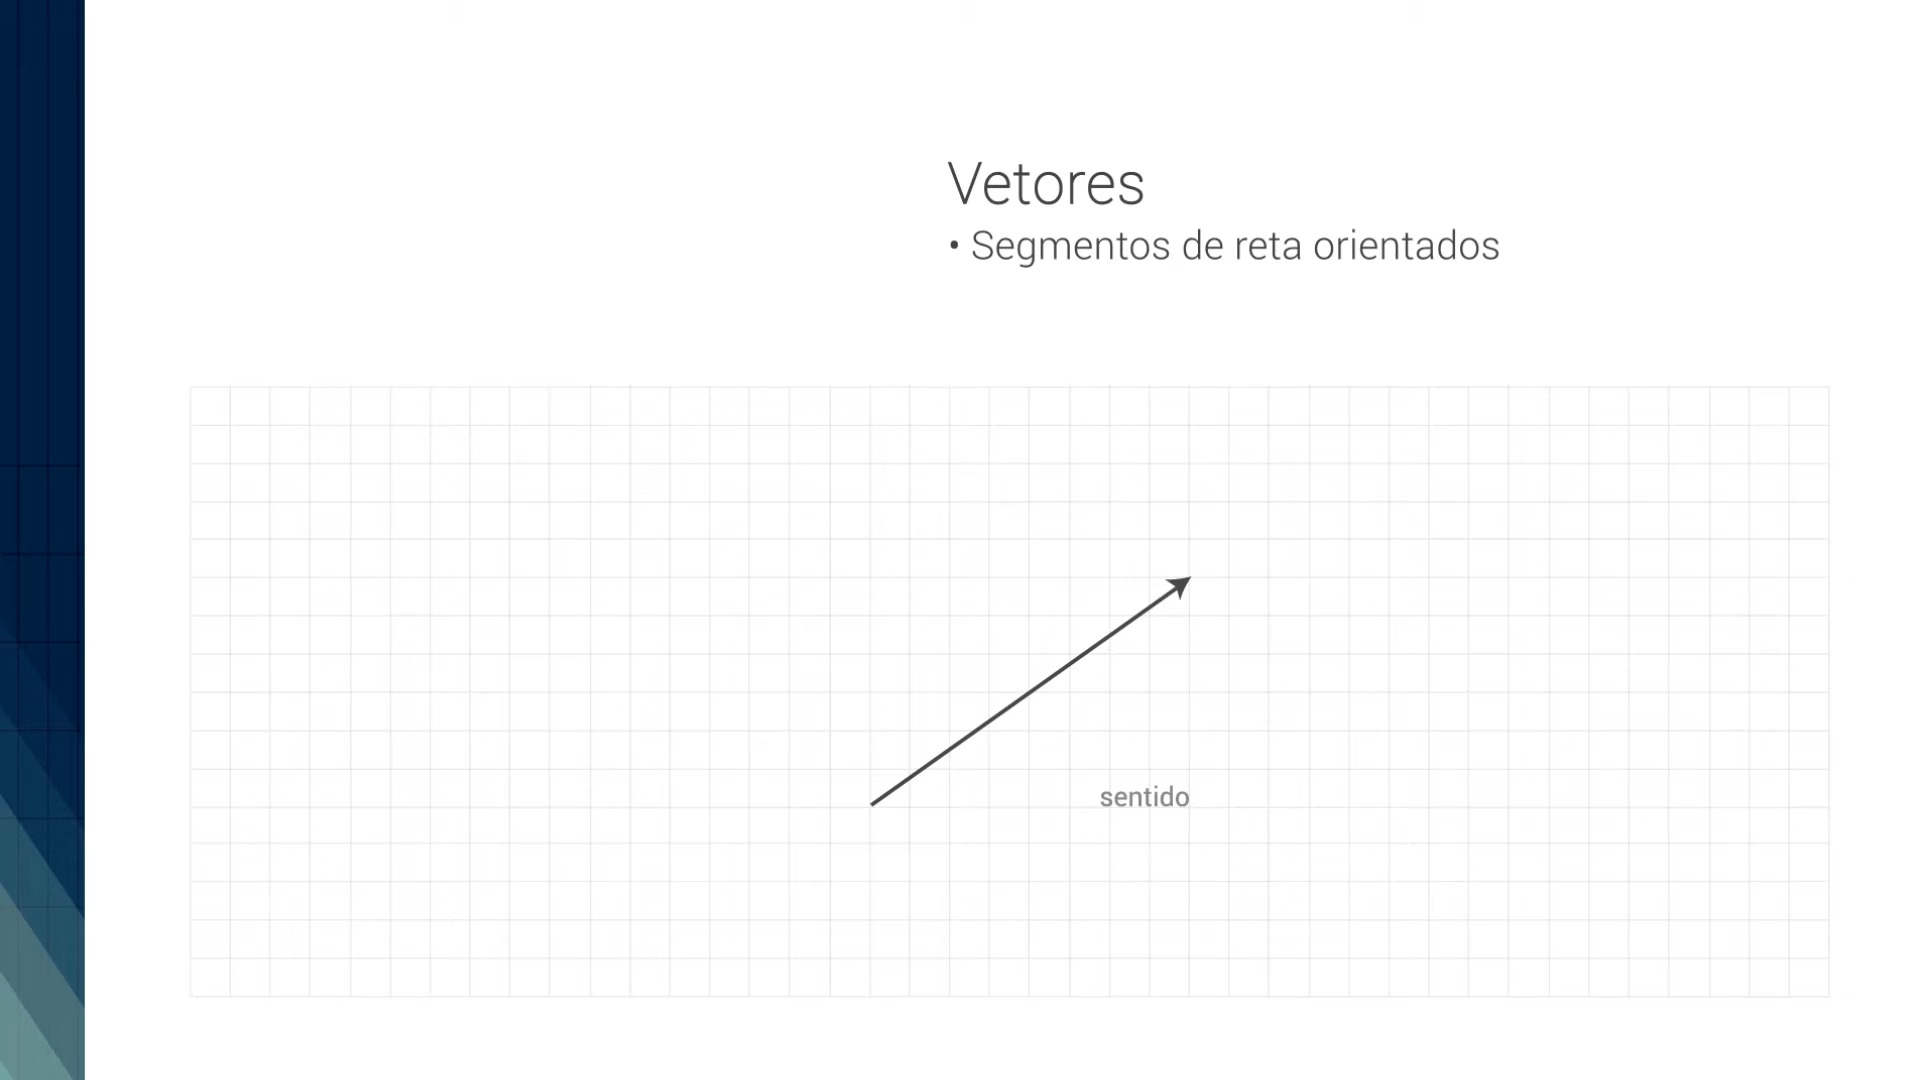 Vetores
• Segmentos de reta orientados
sentido